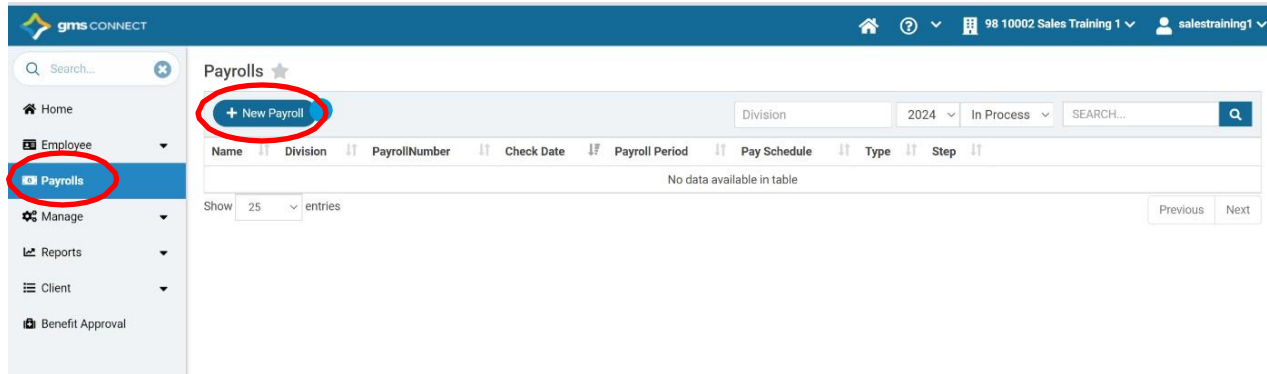 gms CONNECT
98 10002 Sales Training 1
salestraining1
Search...
Payrolls
Home
+ New Payroll
Division
2024
In Process
SEARCH...
Employee
Name Division PayrollNumber Check Date Payroll Period Pay Schedule Type Step
Payrolls
No data available in table
Manage
Show 25 entries
Previous Next
Reports
Client
Benefit Approval